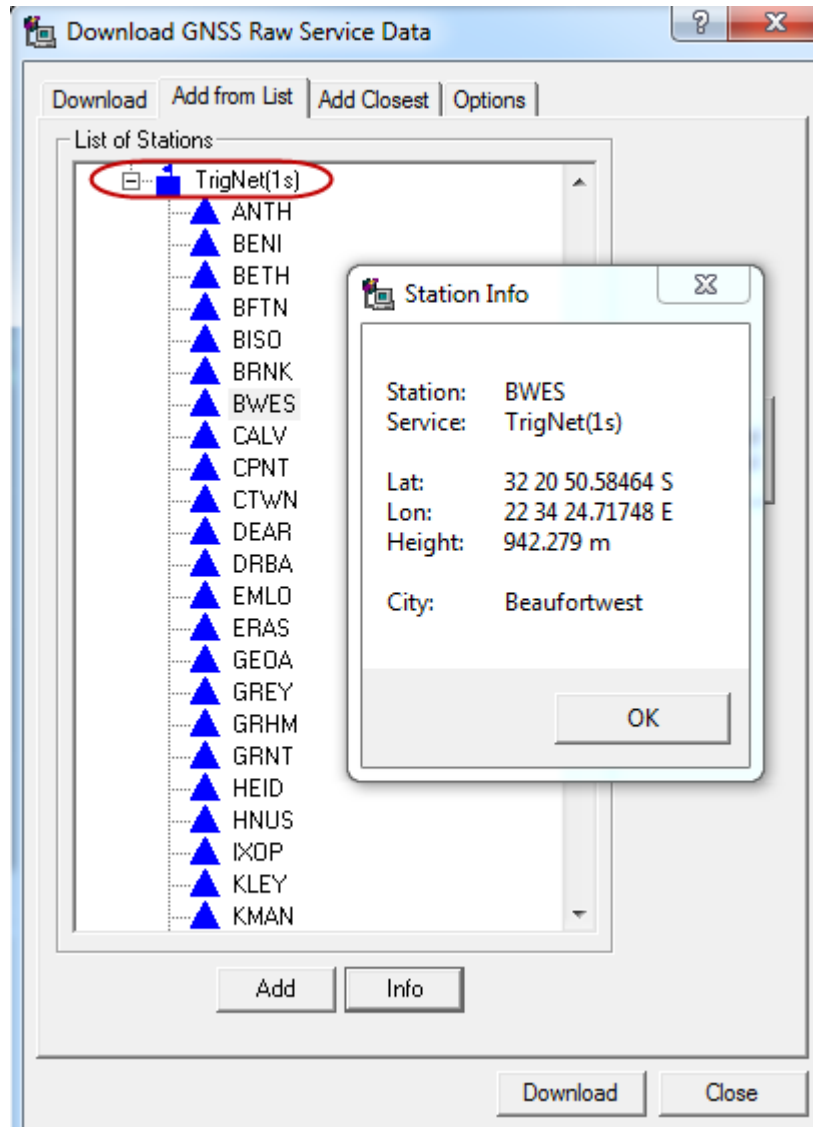 Download GNSS Raw Service Data
Download Add from List Add Closest Options
List of Stations
TrigNet(1s)
ANTH
BENI
BETH
BFTN
BISO
BRNK
BWES
CALV
CPNT
CTWN
DEAR
DRBA
EMLO
ERAS
GEOA
GREY
GRHM
GRNT
HEID
HNUS
IXOP
KLEY
KMAN
Station Info
Station: BWES
Service: TrigNet(1s)
Lat: 32 20 50.58464 S
Lon: 22 34 24.71748 E
Height: 942.279 m
City: Beaufortwest
OK
Add Info
Download Close